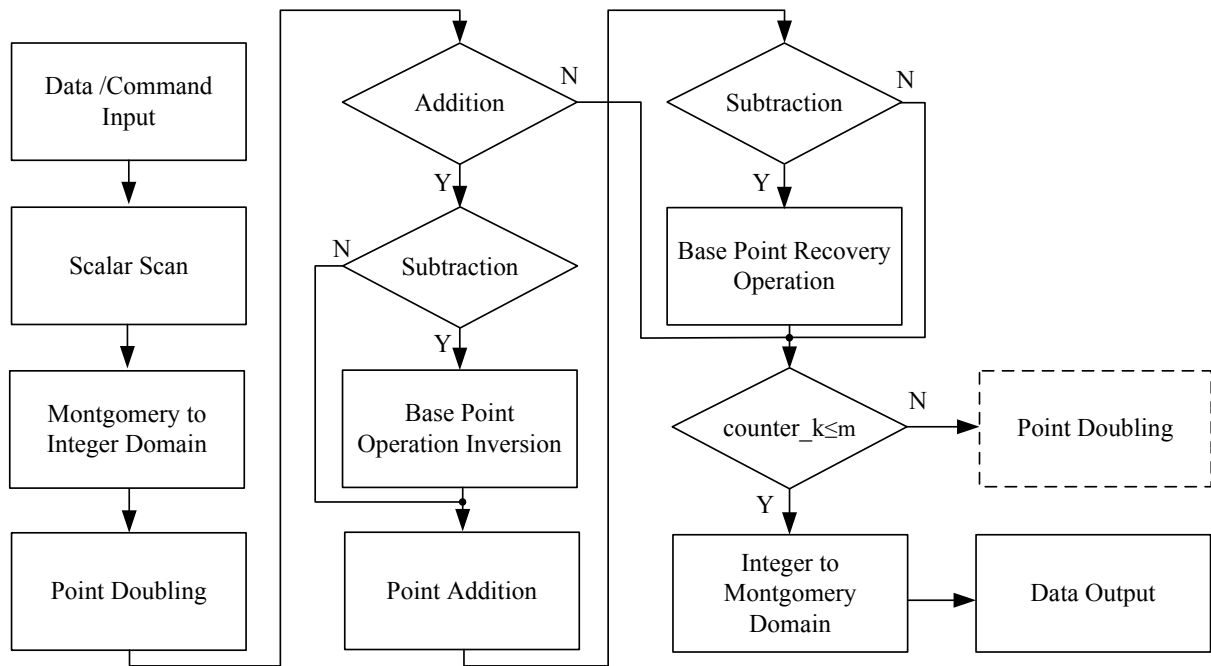 Data /Command
Input
Scalar Scan
Montgomery to
Integer Domain
Point Doubling
Addition
N
Y
N
Subtraction
Y
Base Point
Operation Inversion
Point Addition
Subtraction
N
Y
Base Point Recovery
Operation
counter_k≤m
N
Point Doubling
Y
Integer to
Montgomery
Domain
Data Output